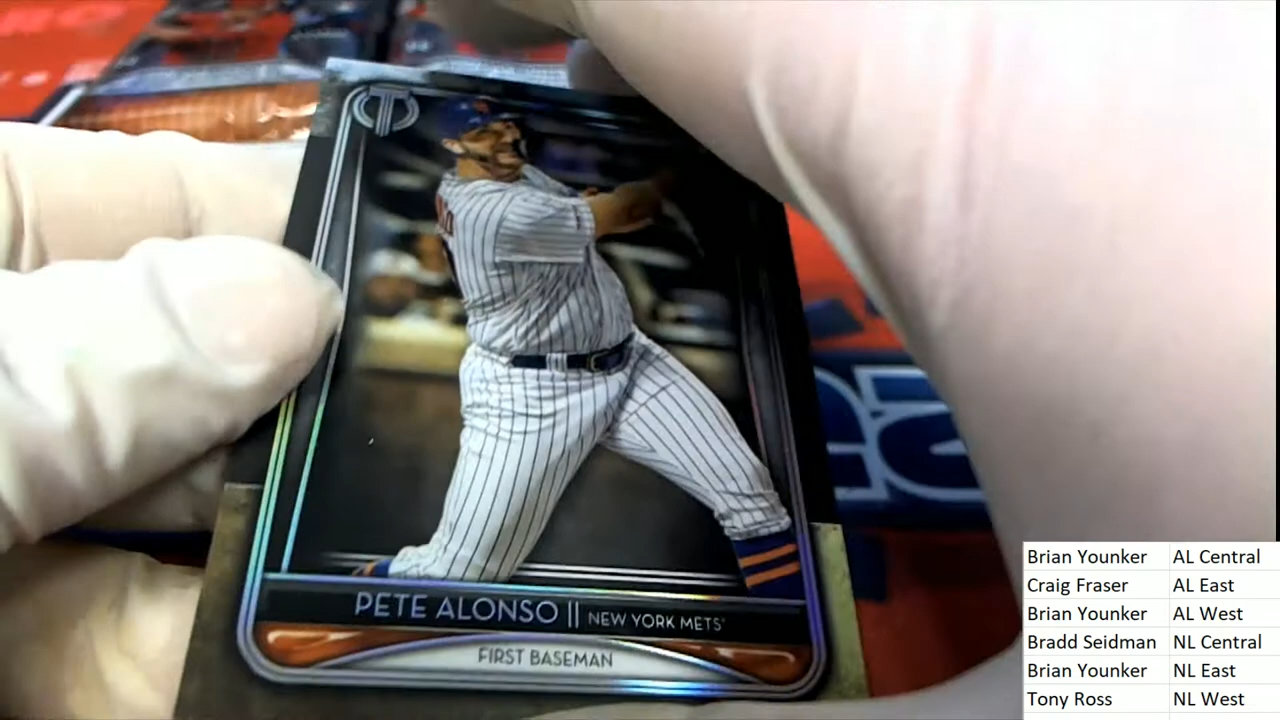 PETE ALONSO || NEW YORK METS
FIRST BASEMAN
Brian Younker AL Central
Craig Fraser AL East
Brian Younker AL West
Bradd Seidman NL Central
Brian Younker NL East
Tony Ross NL West